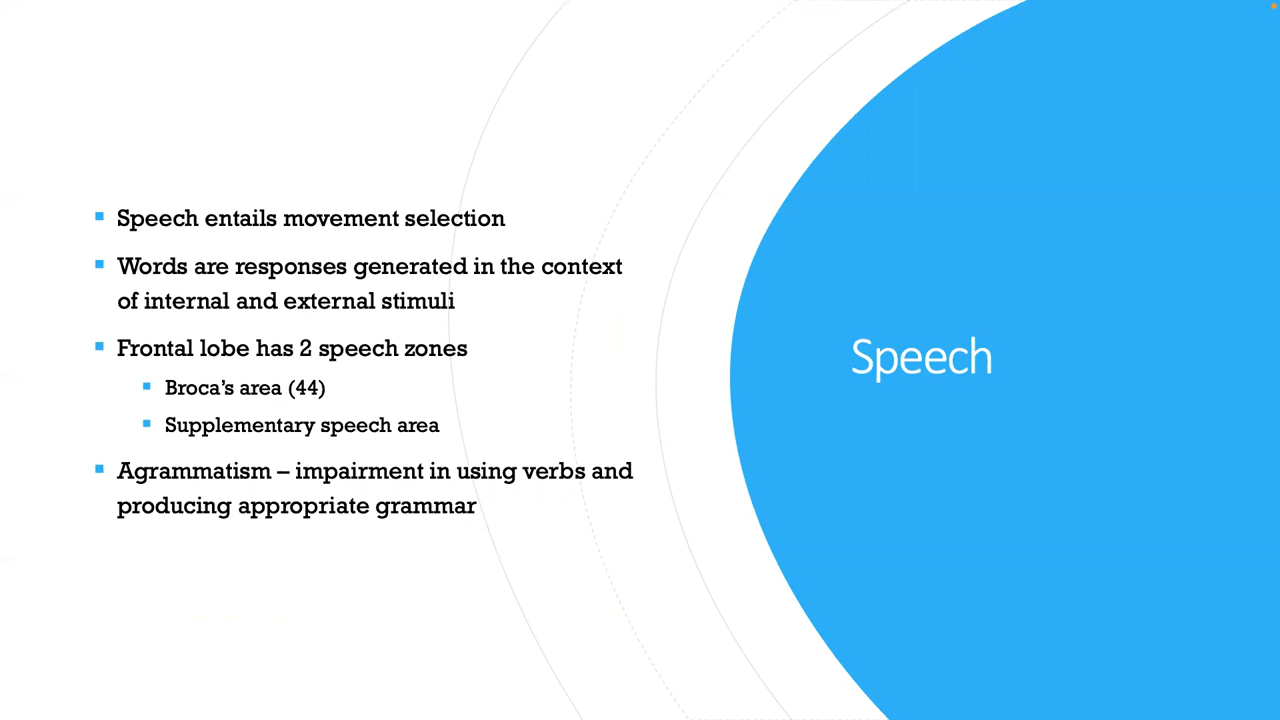 Speech entails movement selection
Words are responses generated in the context
of internal and external stimuli
Frontal lobe has 2 speech zones
Broca’s area (44)
Supplementary speech area
Agrammatism – impairment in using verbs and
producing appropriate grammar
Speech